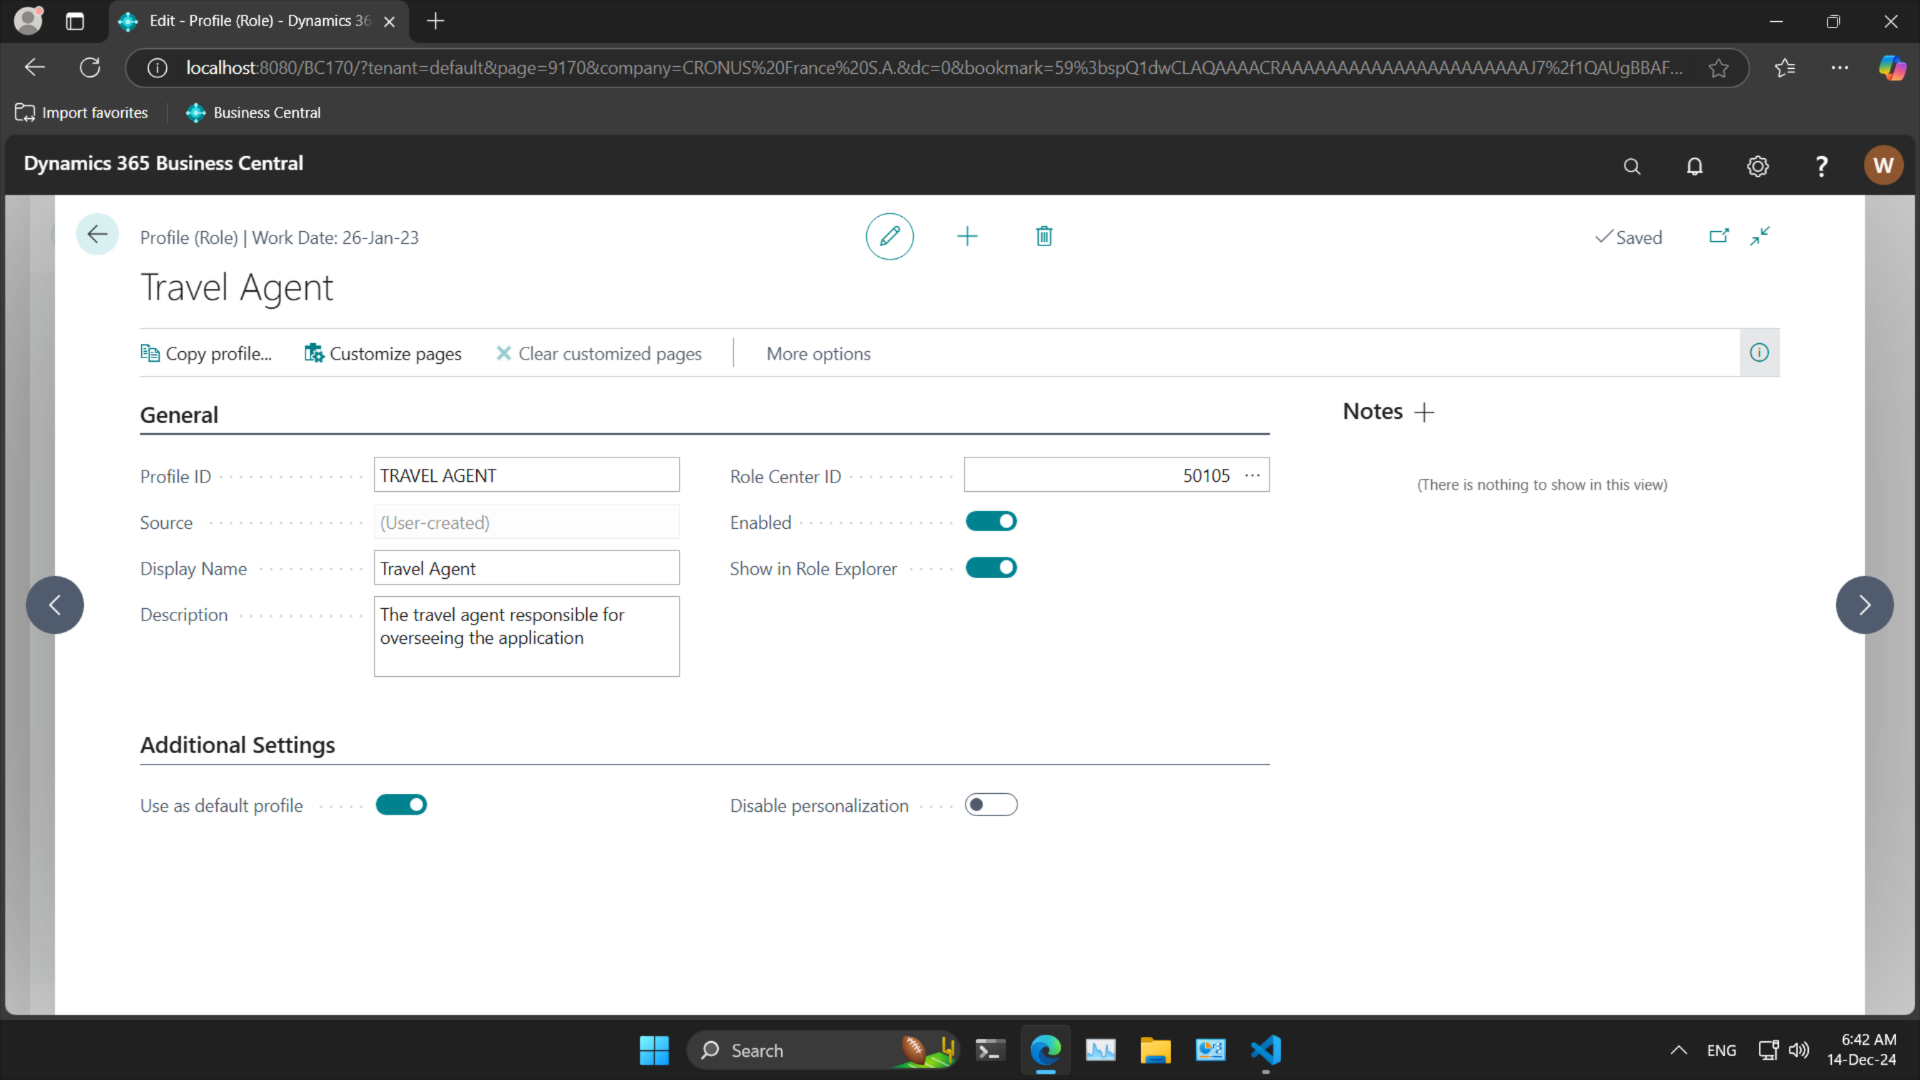 Edit - Profile (Role) - Dynamics 36
localhost:8080/BC170/?tenant=default&page=9170&company=CRONUS%20France%20S.A.&dc=0&bookmark=59%3bspQ1dwCLAQAAAACRAAAAAAAAAAAAAAAAAAAAAAJ7%2f1QAUgBBAF...
Import favorites
Business Central
Dynamics 365 Business Central
W
Profile (Role) | Work Date: 26-Jan-23
Saved
Travel Agent
Copy profile...
Customize pages
Clear customized pages
More options
General
Notes
Profile ID
TRAVEL AGENT
Role Center ID
50105
(There is nothing to show in this view)
Source
(User-created)
Enabled
Display Name
Travel Agent
Show in Role Explorer
Description
The travel agent responsible for
overseeing the application
Additional Settings
Use as default profile
Disable personalization
Search
ENG
6:42 AM
14-Dec-24